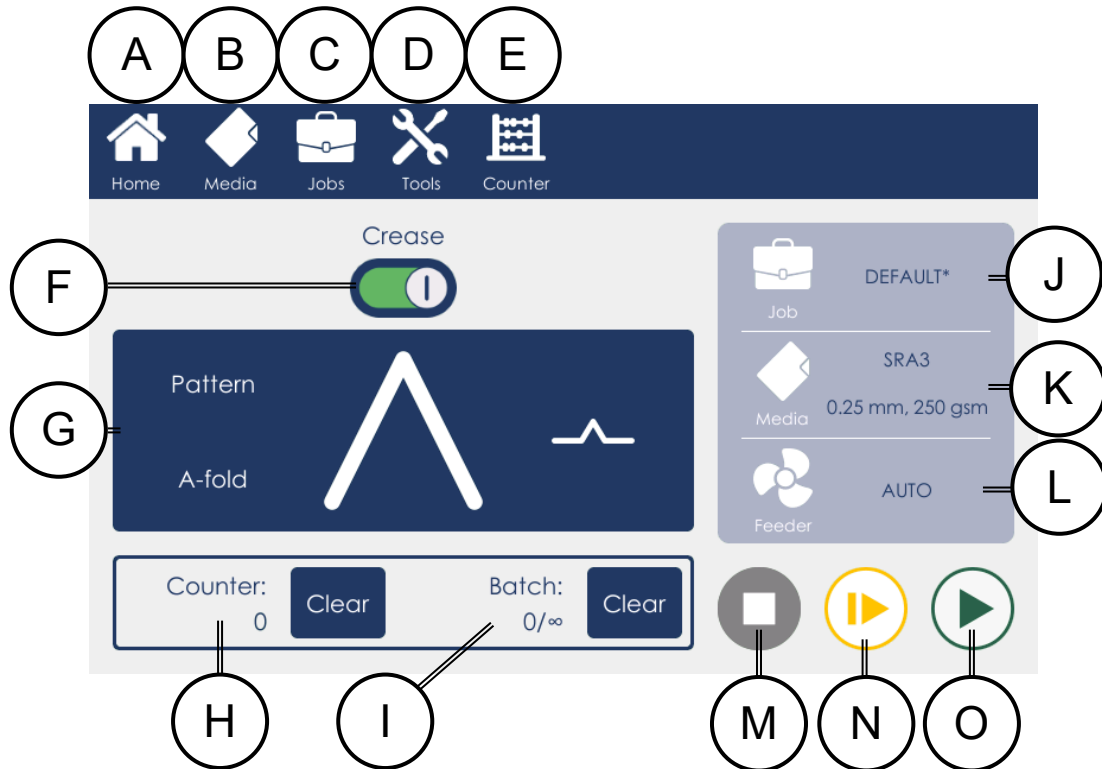 A B C D E
Home Media Jobs Tools Counter
Crease
F
Pattern
A-fold
G
Job
DEFAULT*
J
Media
SRA3
0.25 mm, 250 gsm
K
Feeder
AUTO
L
Counter:
0
Clear
Batch:
0/∞
Clear
H I M N O